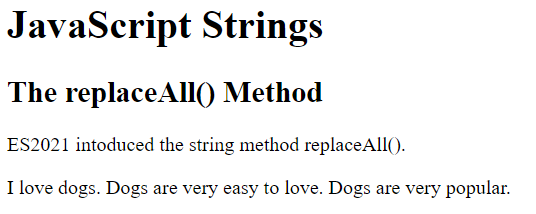 JavaScript Strings
The replaceAll() Method
ES2021 intoduced the string method replaceAll().
I love dogs. Dogs are very easy to love. Dogs are very popular.